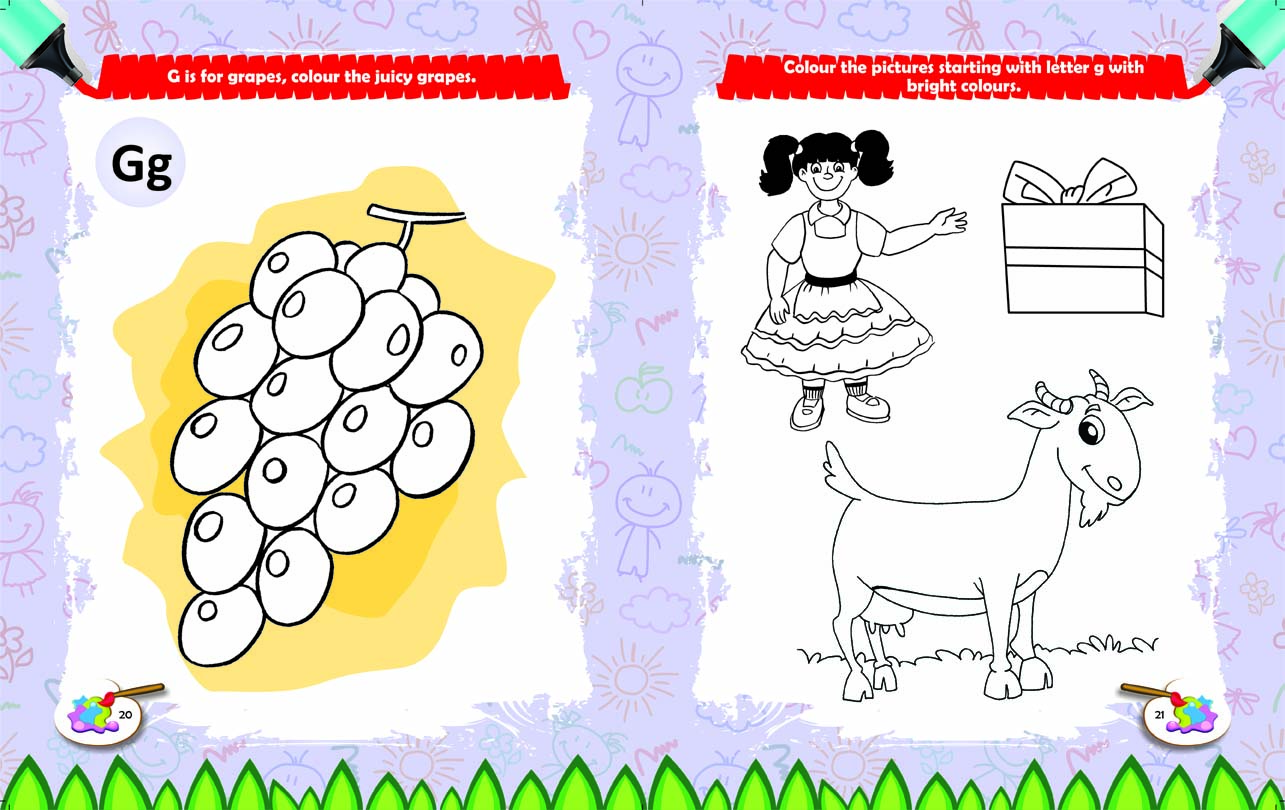 G is for grapes, colour the juicy grapes.
Gg
20
Colour the pictures starting with letter g with
bright colours.
21